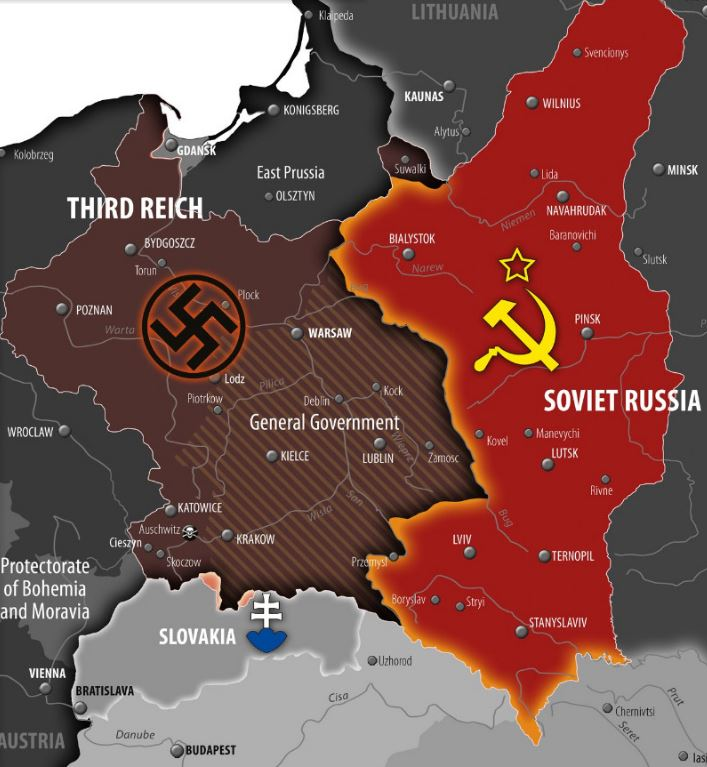 LITHUANIA
Klaipeda
Svencionys
KAUNAS
WILNIUS
KONIGSBERG
Alytus
Kolobrzeg
GDANSK
Suwalki
Lida
MINSK
East Prussia
OLSZTYN
NAVAHRUDAK
THIRD REICH
Niemen
BYDGOSZCZ
BIALYSTOK
Baranovichi
Slutsk
Torun
Narew
Plock
Bug
POZNAN
Warta
WARSAW
PINSK
Lodz
Pilica
Kock
Piotrkow
Deblin
SOVIET RUSSIA
General Government
WROCLAW
Wieprz
Kovel
Manevychi
KIELCE
LUBLIN
Zamosc
LUTSK
Rivne
San
KATOWICE
Wisla
Bug
Auschwitz
KRAKOW
Cieszyn
LVIV
Skoczow
Przemysl
TERNOPIL
Protectorate
of Bohemia
and Moravia
Boryslav
Stryi
STANYSLAVIV
SLOVAKIA
Uzhorod
VIENNA
BRATISLAVA
Cisa
Prut
Chernivtsi
Seret
AUSTRIA
Danube
BUDAPEST
Iasi